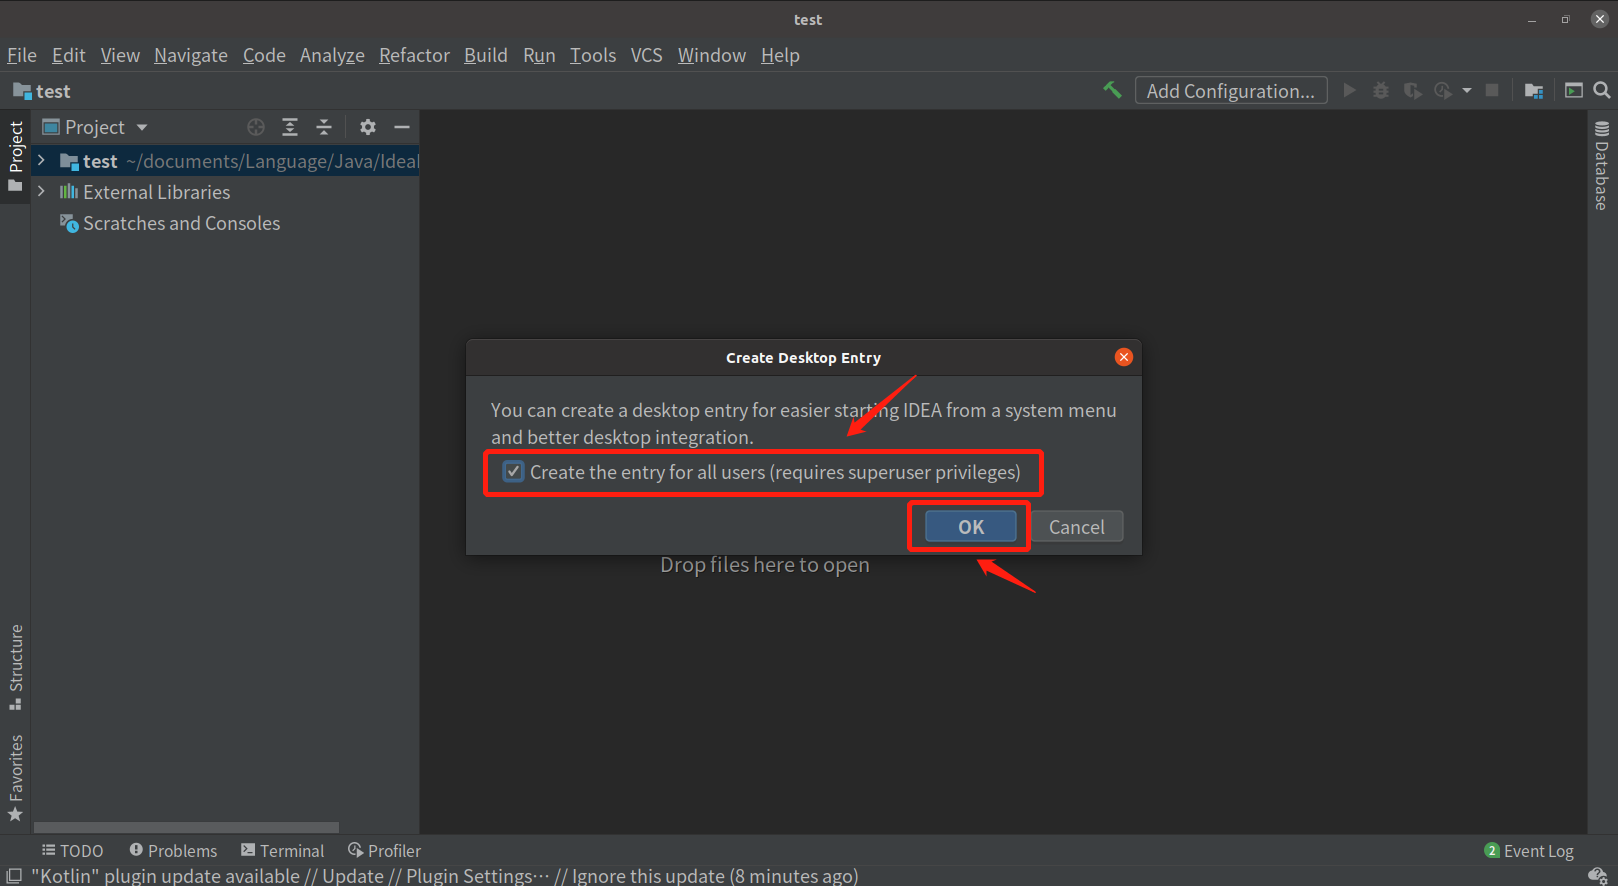 test
File Edit View Navigate Code Analyze Refactor Build Run Tools VCS Window Help
test
Add Configuration...
Project
Project
test ~/documents/Language/Java/Idea
External Libraries
Scratches and Consoles
Database
Create Desktop Entry
You can create a desktop entry for easier starting IDEA from a system menu
and better desktop integration.
Create the entry for all users (requires superuser privileges)
OK Cancel
Drop files here to open
Structure
Favorites
TODO Problems Terminal Profiler
2 Event Log
"Kotlin" plugin update available // Update // Plugin Settings··· // Ignore this update (8 minutes ago)